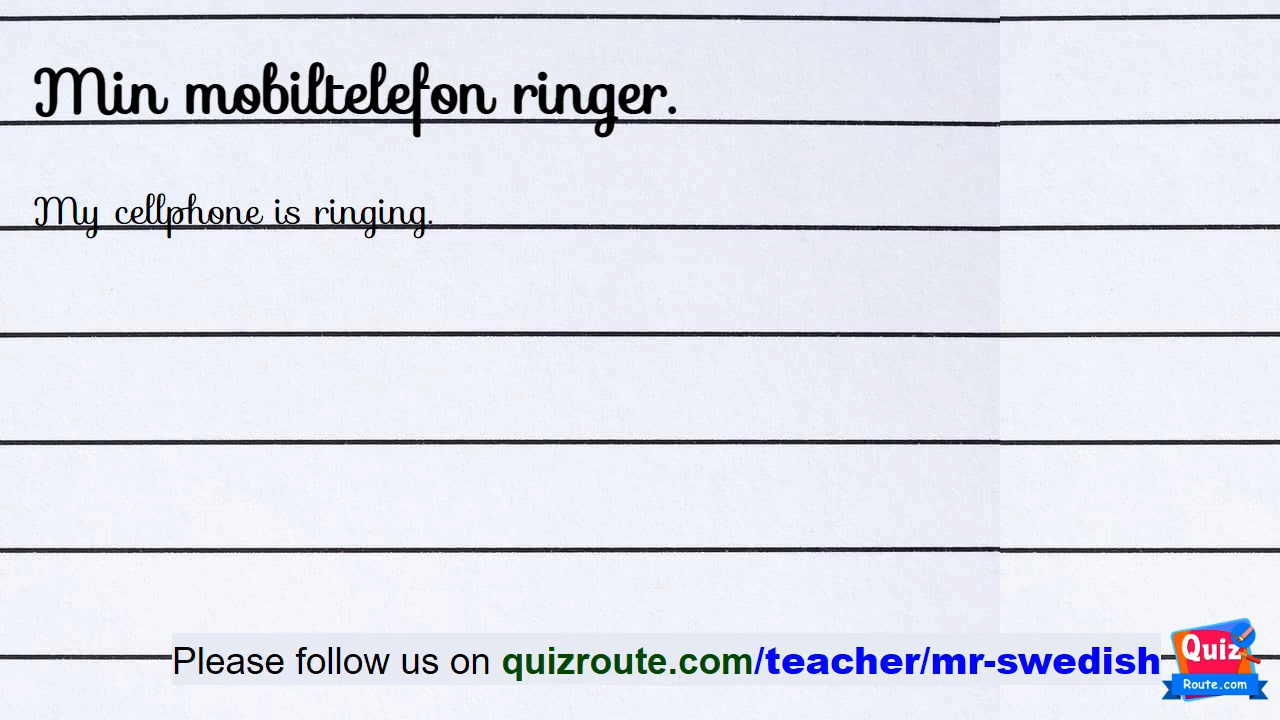 Min mobiltelefon ringer.
My cellphone is ringing.
Please follow us on quizroute.com/teacher/mr-swedish
Quiz
Route.com